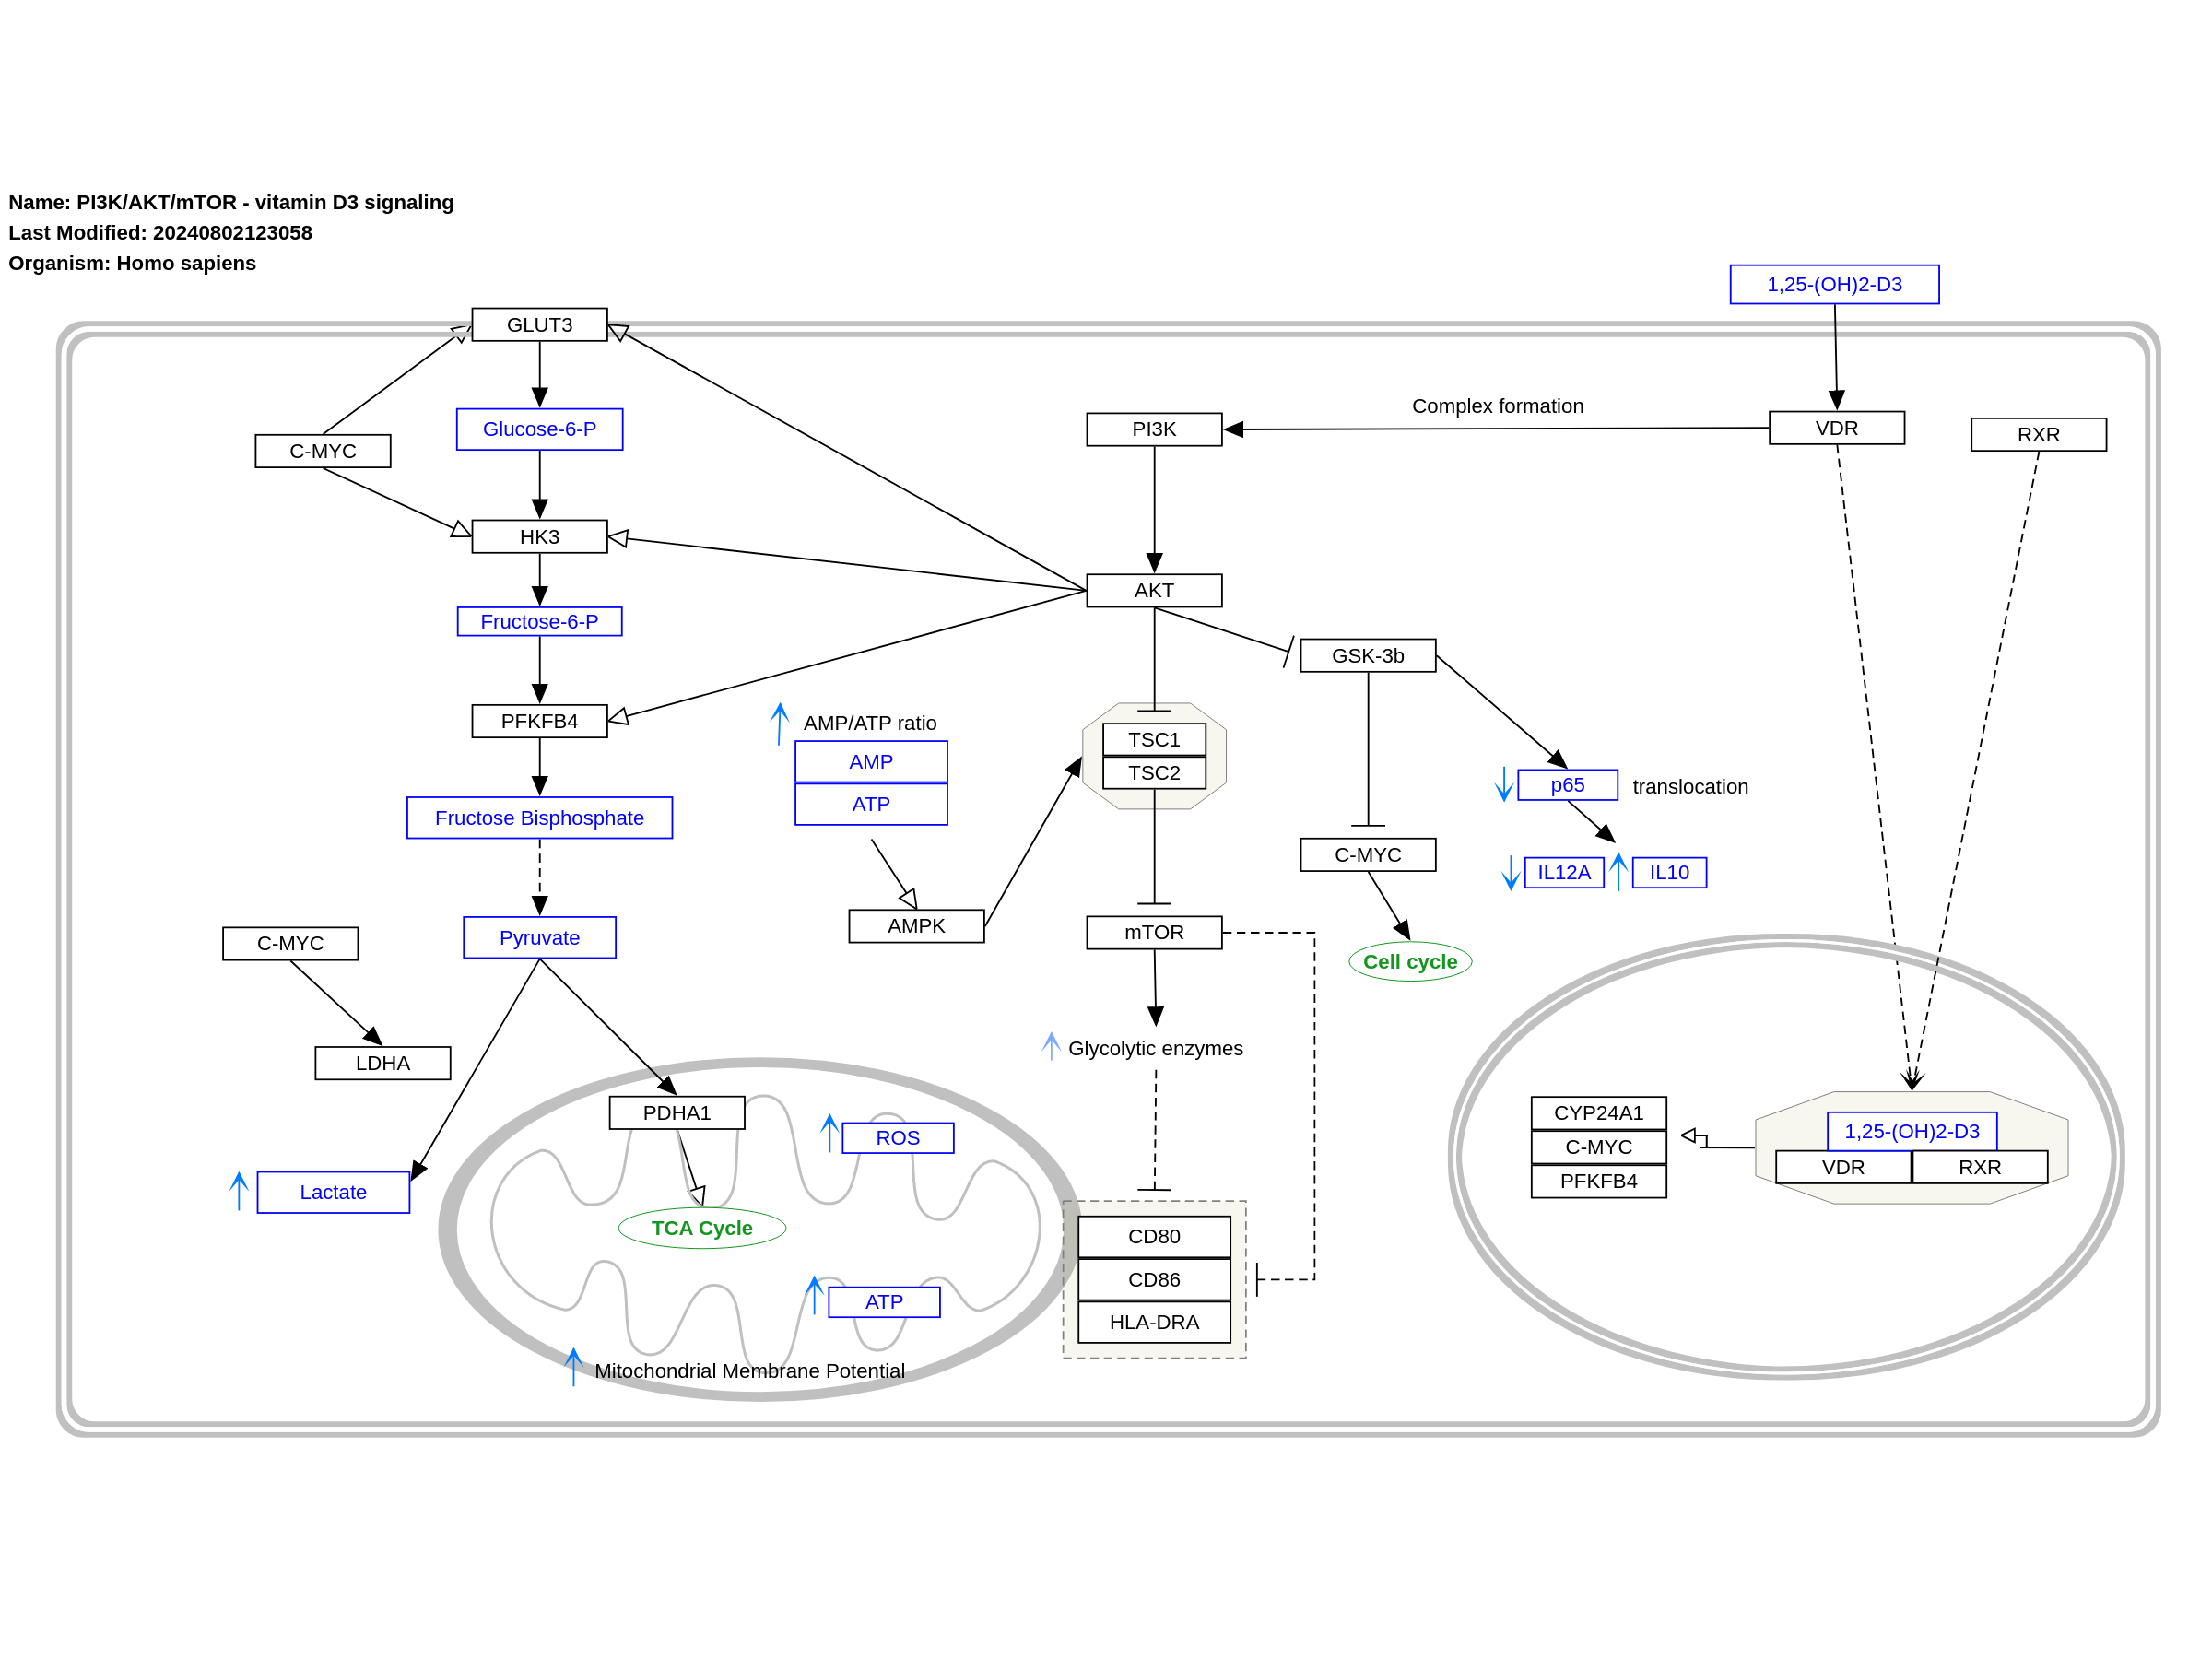 Name: PI3K/AKT/mTOR - vitamin D3 signaling
Last Modified: 20240802123058
Organism: Homo sapiens
1,25-(OH)2-D3
GLUT3
Complex formation
Glucose-6-P
PI3K
VDR
RXR
C-MYC
HK3
AKT
Fructose-6-P
GSK-3b
PFKFB4
AMP/ATP ratio
TSC1
AMP
TSC2
p65
translocation
ATP
Fructose Bisphosphate
C-MYC
IL12A
IL10
AMPK
mTOR
Pyruvate
C-MYC
Cell cycle
Glycolytic enzymes
LDHA
PDHA1
CYP24A1
ROS
1,25-(OH)2-D3
C-MYC
VDR
RXR
PFKFB4
Lactate
TCA Cycle
CD80
CD86
ATP
HLA-DRA
Mitochondrial Membrane Potential